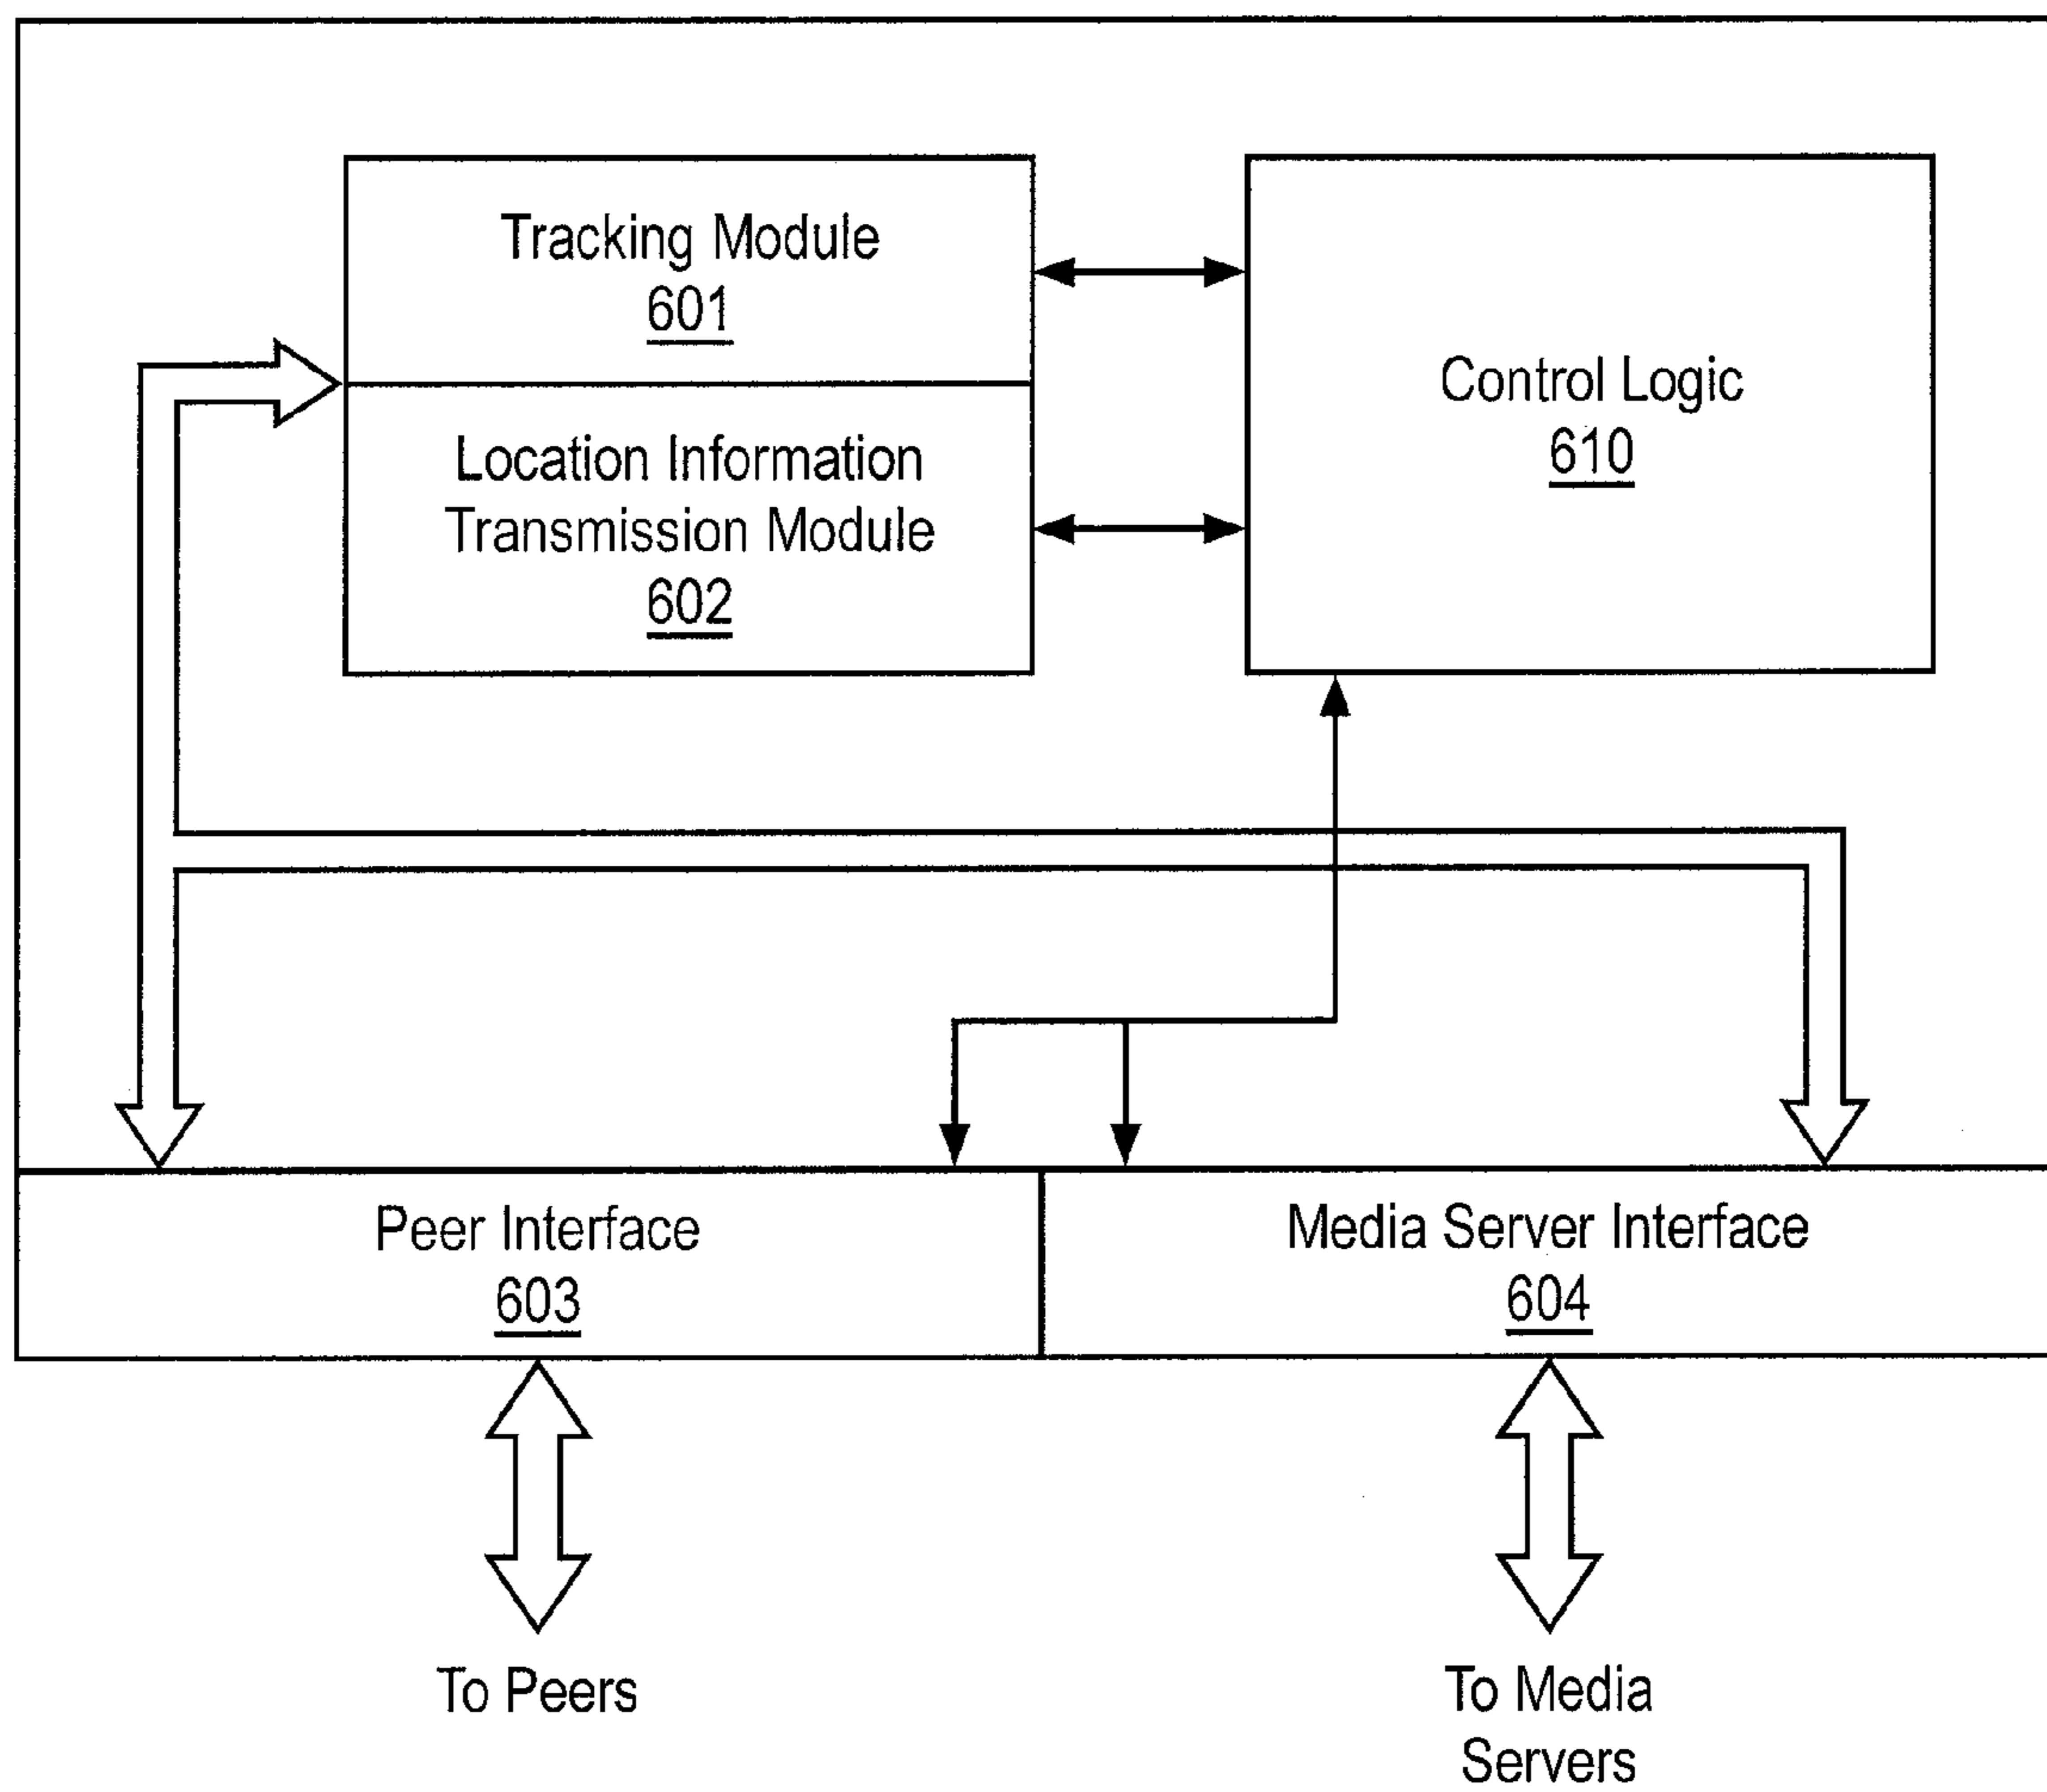 Tracking Module
601
Location Information
Transmission Module
602
Control Logic
610
Peer Interface
603
Media Server Interface
604
To Peers
To Media
Servers